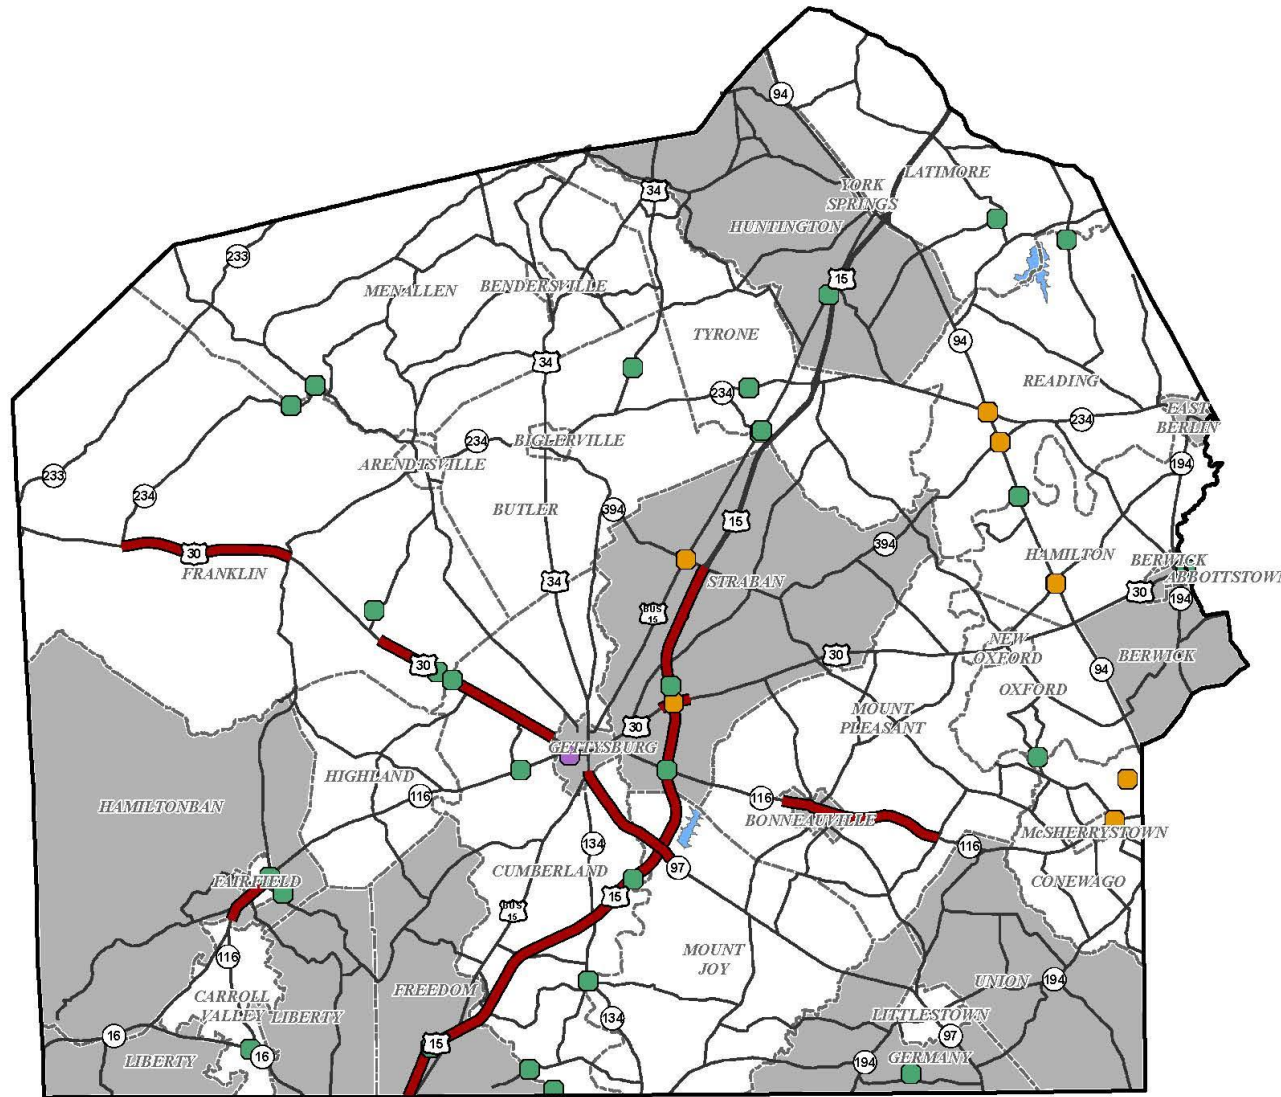 94
LATIMORE
YORK
SPRINGS
34
HUNTINGTON
233
15
MENALLEN
BENDERSVILLE
TYRONE
94
34
READING
234
234
EAST
BERLIN
234
BIGLERVILLE
ARENDTSVILLE
194
233
234
BUTLER
394
15
394
30
FRANKLIN
HAMILTON
BERWICK
ABBOTTSTOWN
34
STRABAN
30
194
BUS
15
NEW
OXFORD
30
30
BERWICK
94
OXFORD
MOUNT
PLEASANT
30
GETTYSBURG
HIGHLAND
116
116
HAMILTONBAN
BONNEAUVILLE
McSHERRYSTOWN
134
116
97
CUMBERLAND
FAIRFIELD
CONEWAGO
15
BUS
15
116
MOUNT
JOY
FREEDOM
UNION
194
CARROLL
VALLEY
LIBERTY
134
LITTLESTOWN
16
15
97
LIBERTY
16
194
GERMANY